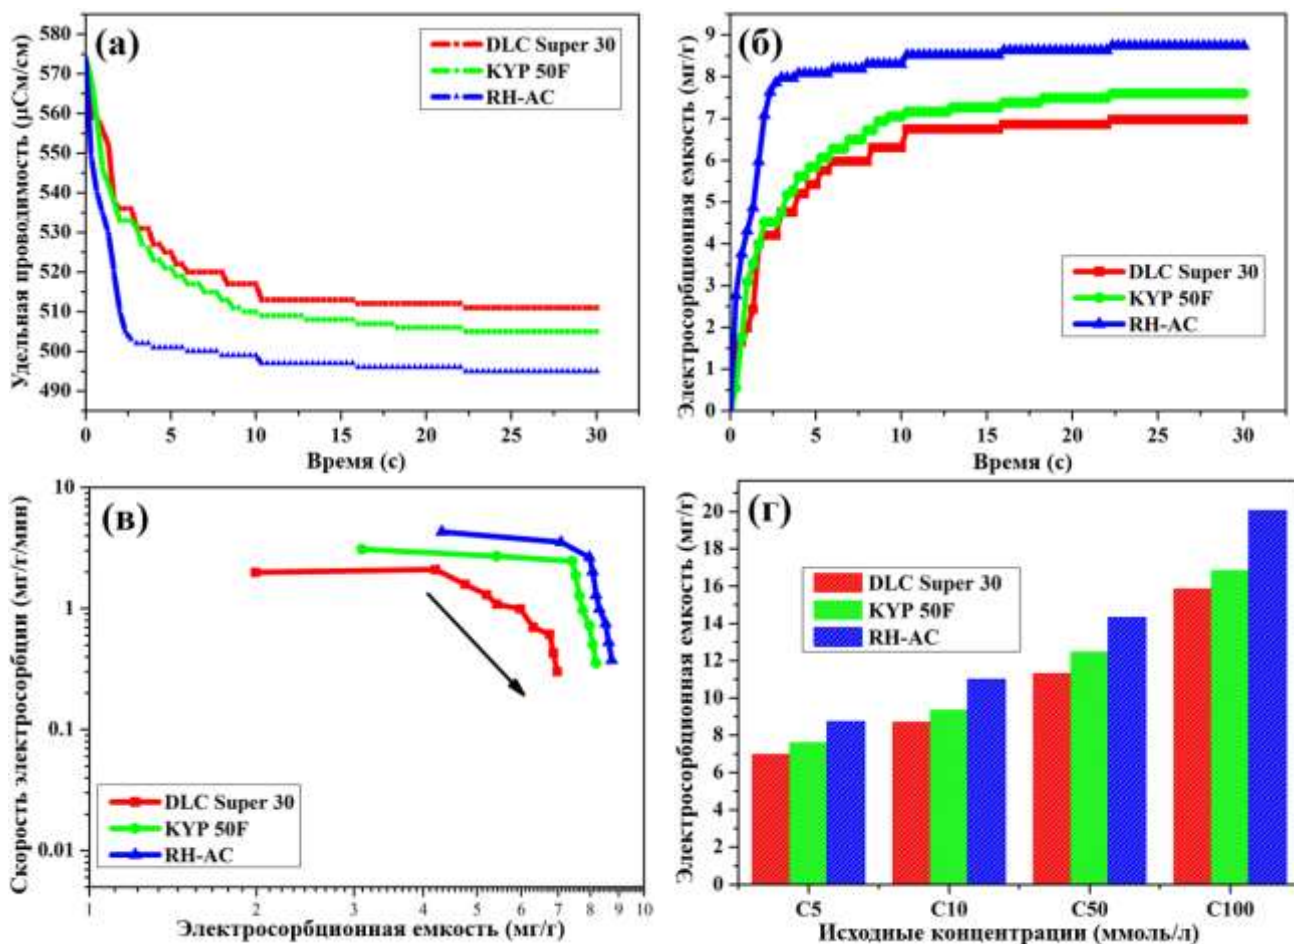 (а)
DLC Super 30
KYP 50F
RH-AC
Удельная проводимость (µСм/см)
580
570
560
550
540
530
520
510
500
490
0
5
10
15
20
25
30
Время (с)
(б)
DLC Super 30
KYP 50F
RH-AC
Электросорбционная емкость (мг/г)
9
8
7
6
5
4
3
2
1
0
0
5
10
15
20
25
30
Время (с)
(в)
DLC Super 30
KYP 50F
RH-AC
Скорость электросорбции (мг/г/мин)
10
1
0.1
0.01
1
2
3
4
5
6
7
8
9
10
Электросорбционная емкость (мг/г)
(г)
DLC Super 30
KYP 50F
RH-AC
Электросорбционная емкость (мг/г)
20
18
16
14
12
10
8
6
4
2
0
C5
C10
C50
C100
Исходные концентрации (ммоль/л)